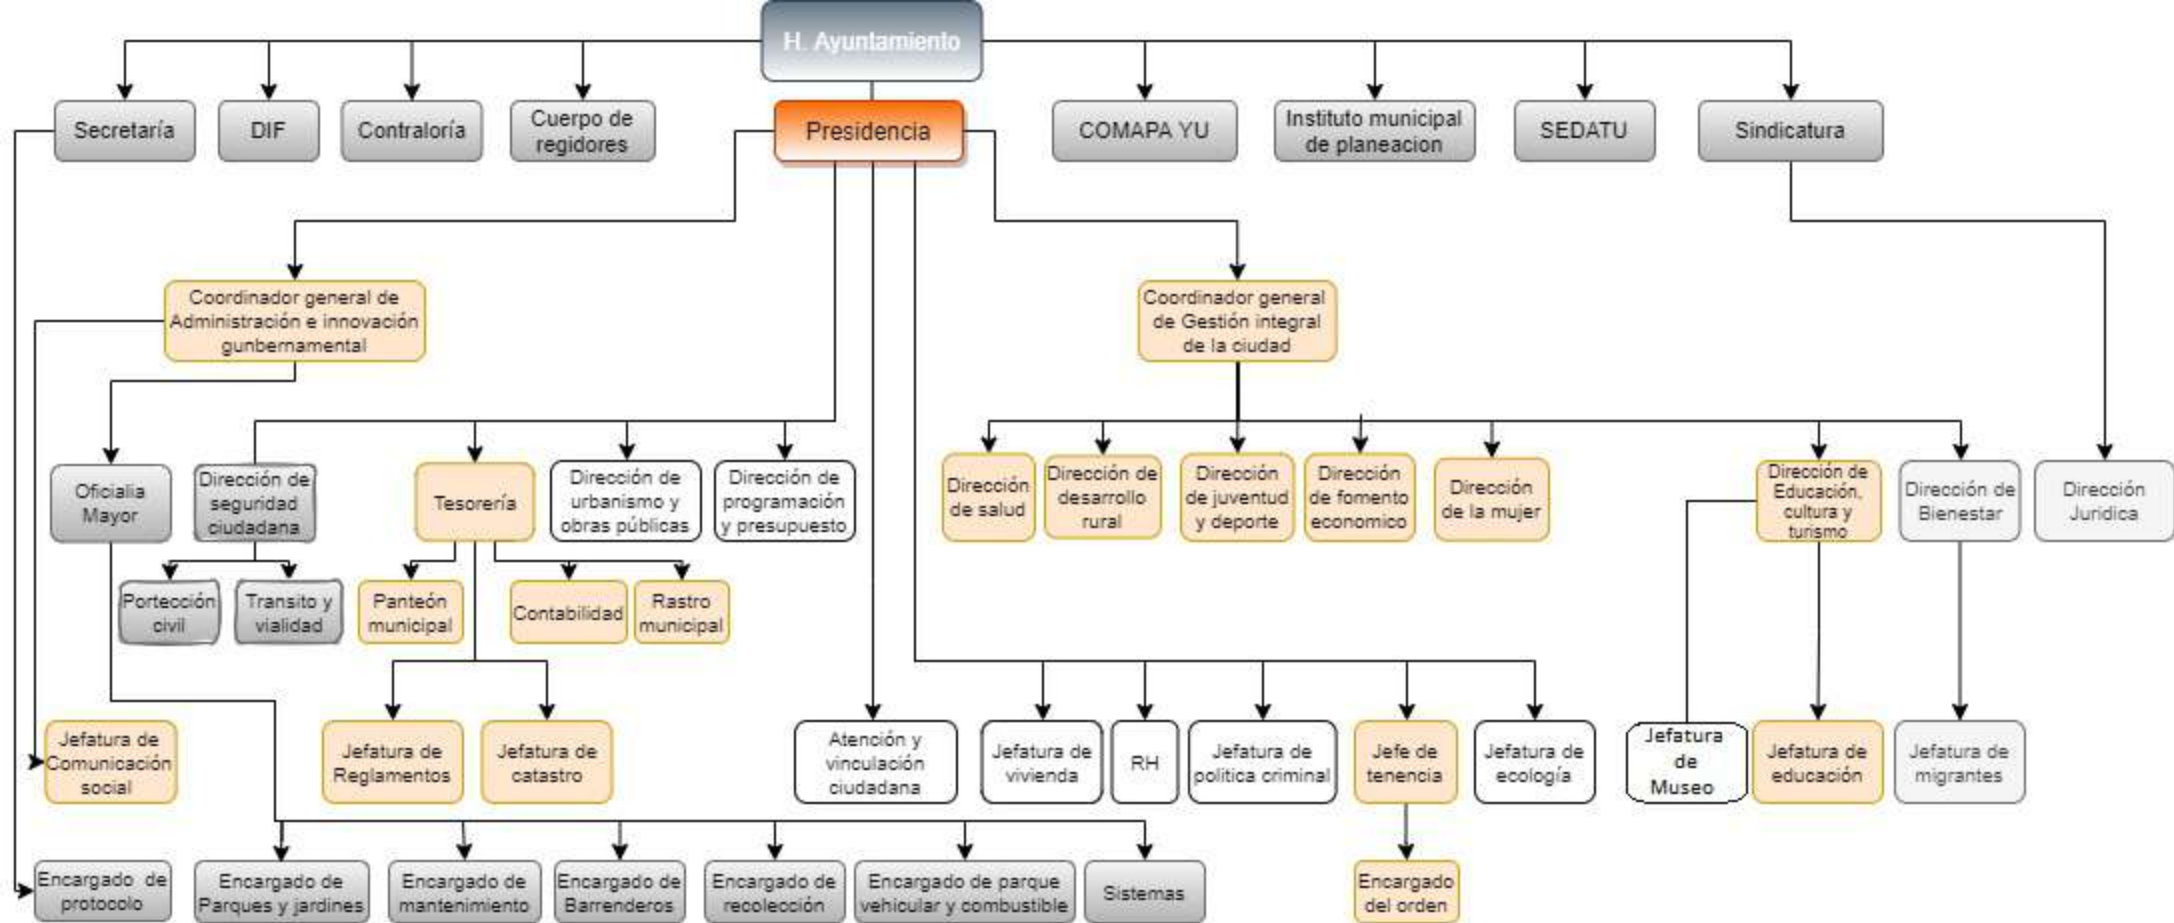 H. Ayuntamiento
Secretaría
DIF
Contraloría
Cuerpo de
regidores
Presidencia
COMAPA YU
Instituto municipal
de planeacion
SEDATU
Sindicatura
Coordinador general de
Administración e innovación
gunbernamental
Coordinador general
de Gestión integral
de la ciudad
Oficialia
Mayor
Dirección de
seguridad
ciudadana
Tesorería
Dirección de
urbanismo y
obras públicas
Dirección de
programación
y presupuesto
Dirección
de salud
Dirección de
desarrollo
rural
Dirección
de juventud
y deporte
Dirección
de fomento
economico
Dirección
de la mujer
Dirección de
Educación,
cultura y
turismo
Dirección de
Bienestar
Dirección
Juridica
Portección
civil
Transito y
vialidad
Panteón
municipal
Contabilidad
Rastro
municipal
Jefatura de
Comunicación
social
Jefatura de
Reglamentos
Jefatura de
catastro
Atención y
vinculación
ciudadana
Jefatura de
vivienda
RH
Jefatura de
politica criminal
Jefe de
tenencia
Jefatura de
ecología
Jefatura
de
Museo
Jefatura de
educación
Jefatura de
migrantes
Encargado de
protocolo
Encargado de
Parques y jardines
Encargado de
mantenimiento
Encargado de
Barrenderos
Encargado de
recolección
Encargado de parque
vehicular y combustible
Sistemas
Encargado
del orden